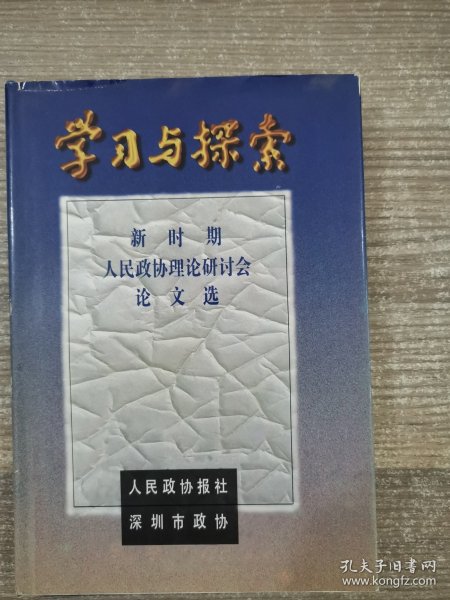 学习与探索
新时期
人民政协理论研讨会
论文选
人民政协报社
深圳市政协
孔夫子旧书网
www.kongfz.com